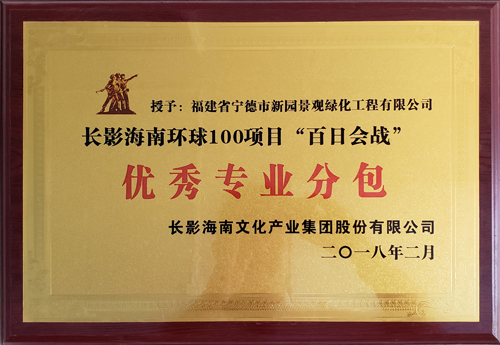 授予：福建省宁德市新园景观绿化工程有限公司
长影海南环球100项目“百日会战”
优秀专业分包
长影海南文化产业集团股份有限公司
二〇一八年二月